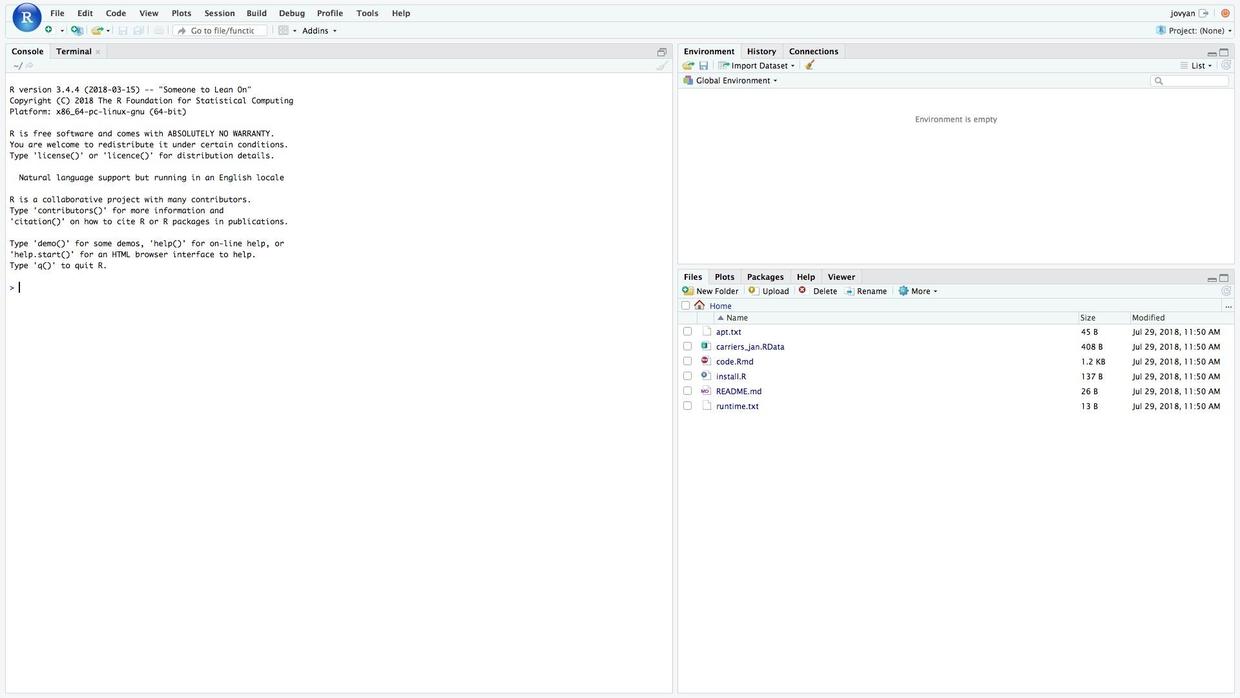 R File Edit Code View Plots Session Build Debug Profile Tools Help jovyan
Go to file/functic Addins Project: (None)
Console Terminal
~/
R version 3.4.4 (2018-03-15) -- "Someone to Lean On"
Copyright (C) 2018 The R Foundation for Statistical Computing
Platform: x86_64-pc-linux-gnu (64-bit)
R is free software and comes with ABSOLUTELY NO WARRANTY.
You are welcome to redistribute it under certain conditions.
Type 'license()' or 'licence()' for distribution details.
Natural language support but running in an English locale
R is a collaborative project with many contributors.
Type 'contributors()' for more information and
'citation()' on how to cite R or R packages in publications.
Type 'demo()' for some demos, 'help()' for on-line help, or
'help.start()' for an HTML browser interface to help.
Type 'q()' to quit R.
>
Environment History Connections
Import Dataset List
Global Environment
Environment is empty
Files Plots Packages Help Viewer
New Folder Upload Delete Rename More
Home ...
Name Size Modified
apt.txt 45 B Jul 29, 2018, 11:50 AM
carriers_jan.RData 408 B Jul 29, 2018, 11:50 AM
code.Rmd 1.2 KB Jul 29, 2018, 11:50 AM
install.R 137 B Jul 29, 2018, 11:50 AM
README.md 26 B Jul 29, 2018, 11:50 AM
runtime.txt 13 B Jul 29, 2018, 11:50 AM